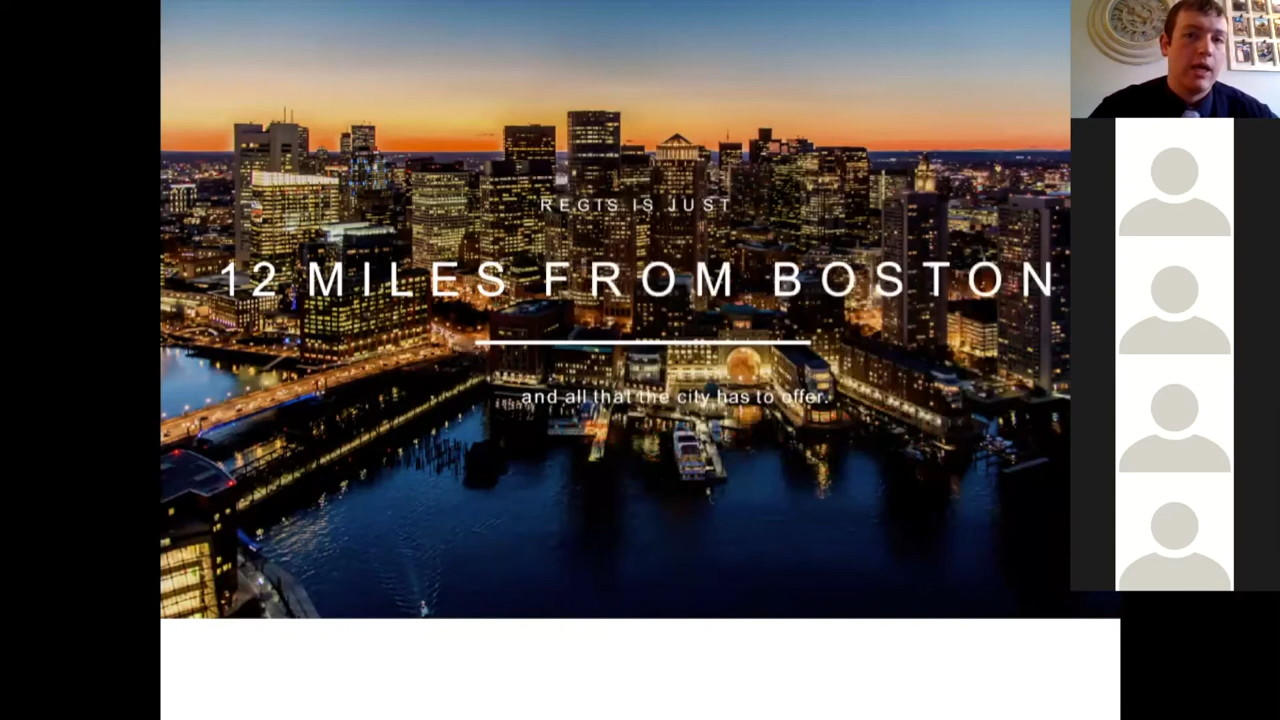 REGIS IS JUST
12 MILES FROM BOSTON
and all that the city has to offer.